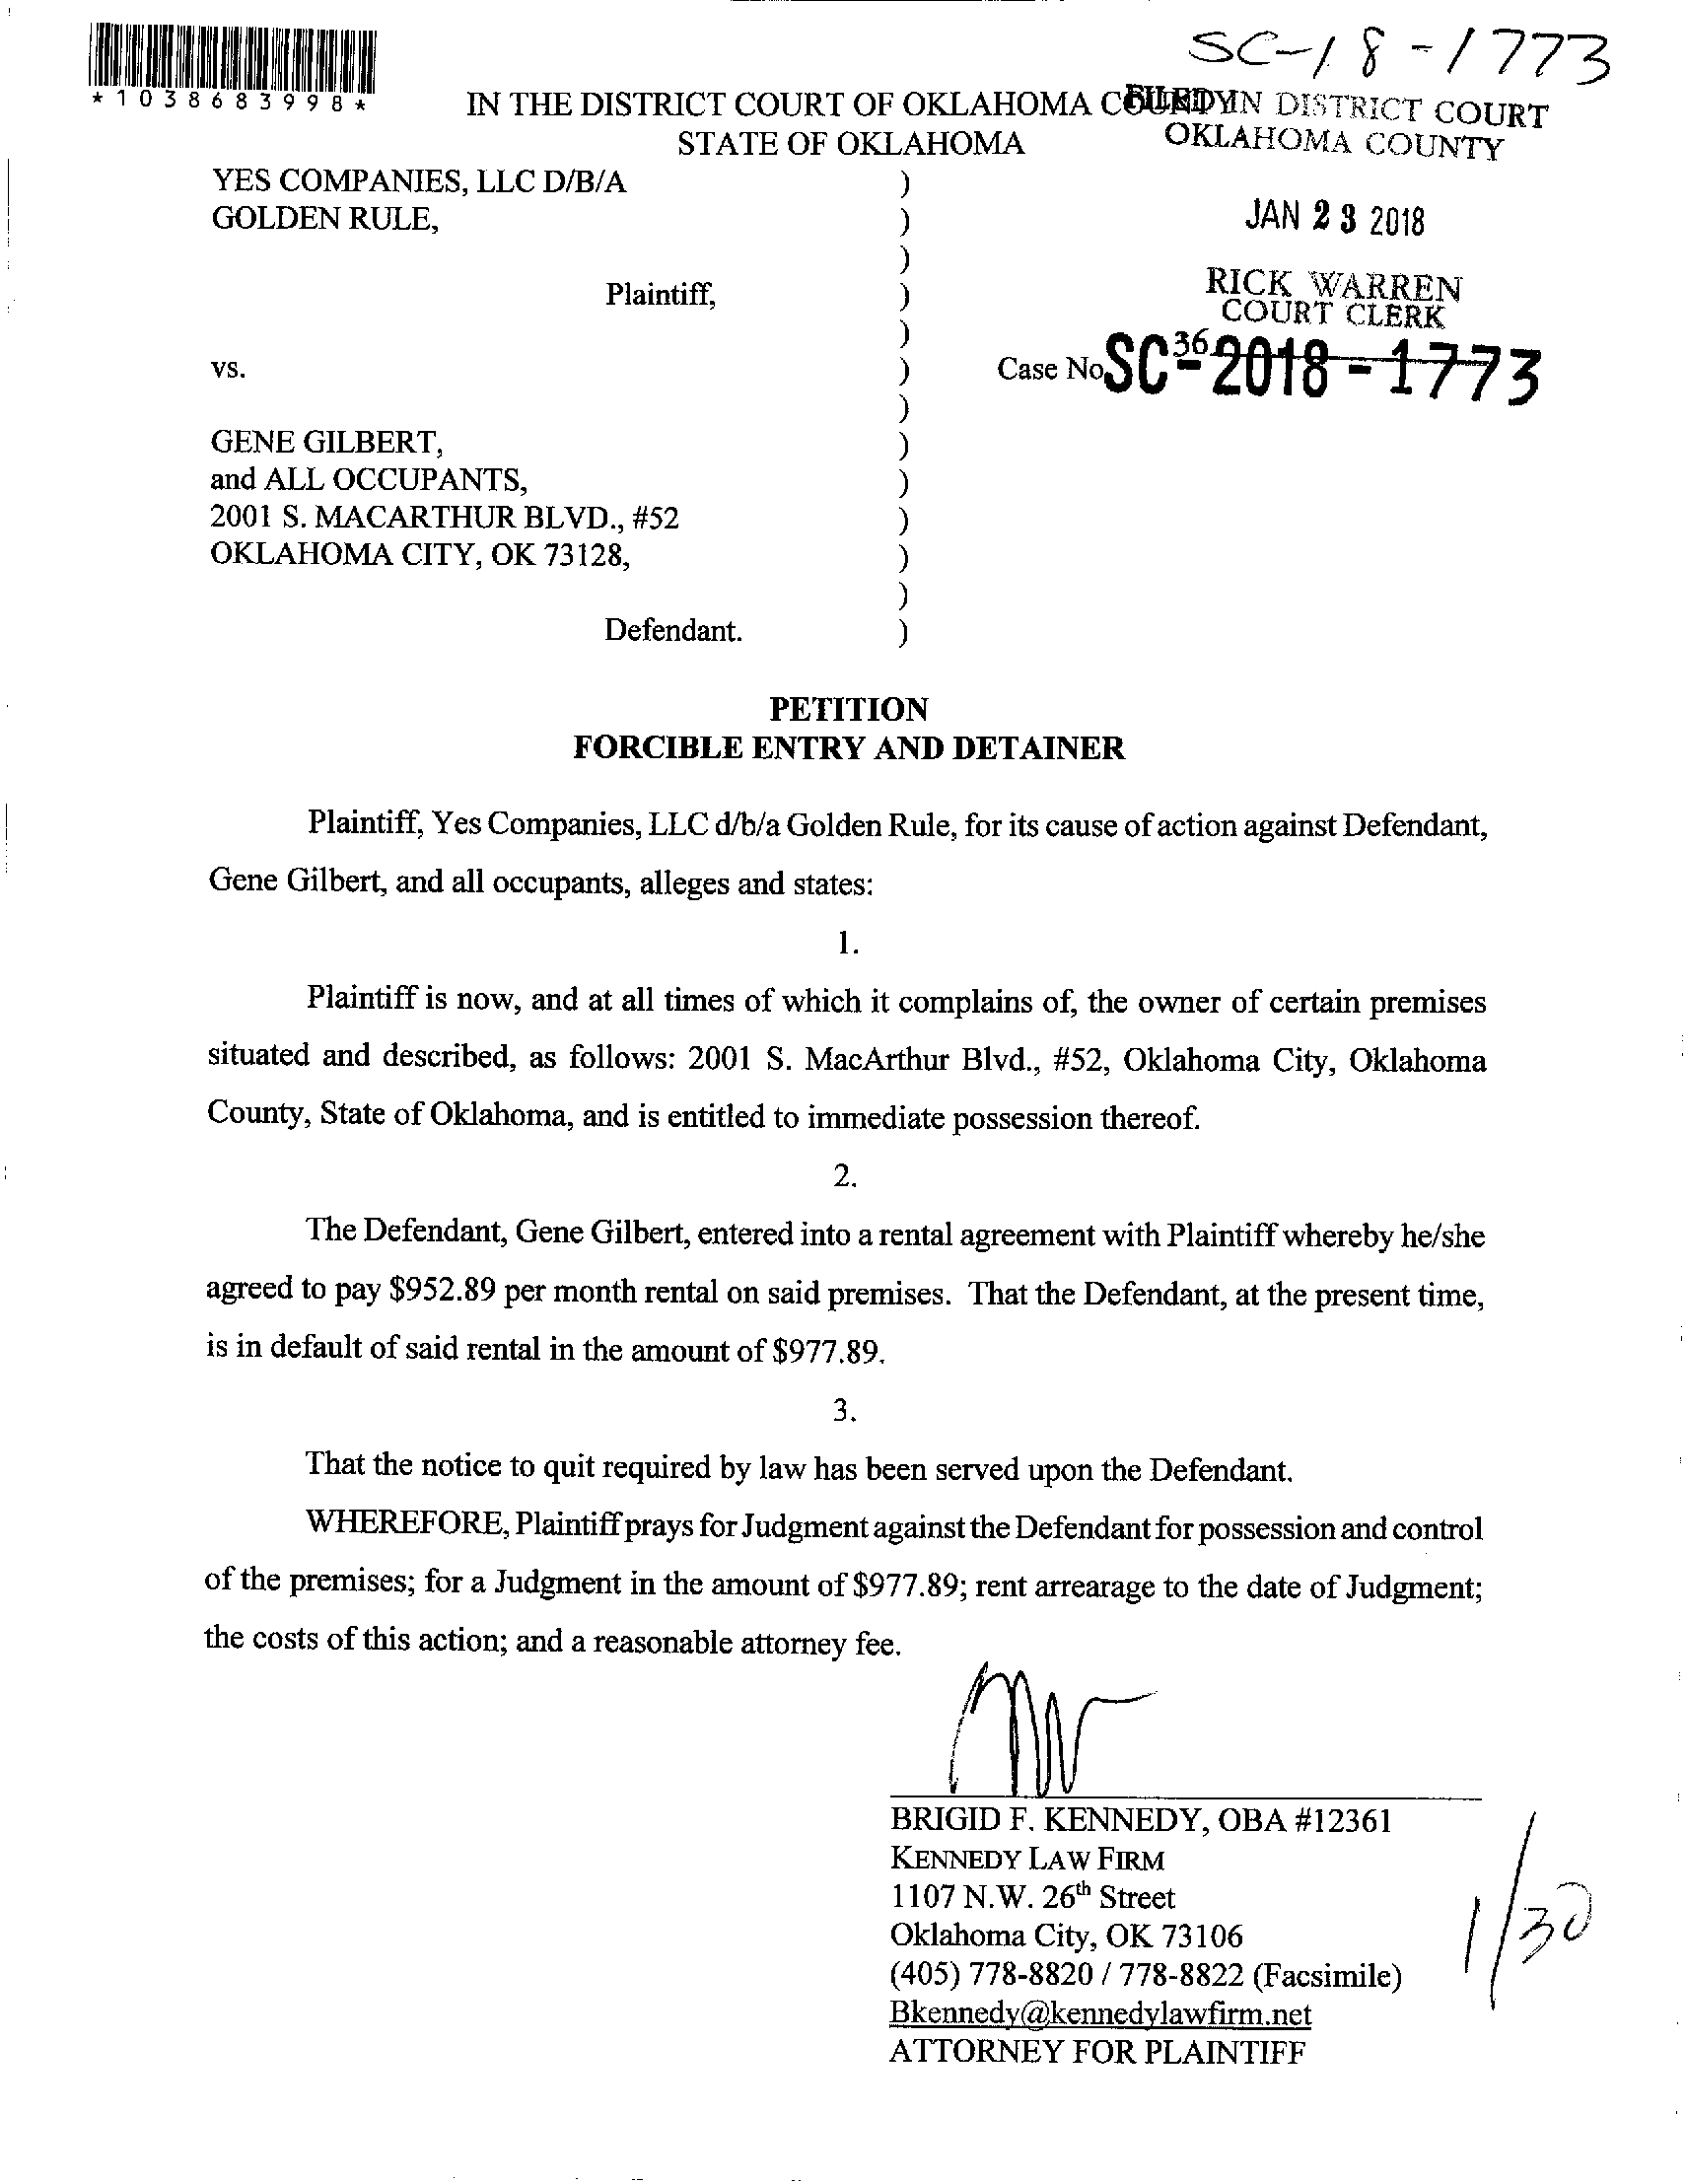 SC-18-1773
*1038683998*
IN THE DISTRICT COURT OF OKLAHOMA COUNTY
STATE OF OKLAHOMA
FILED IN DISTRICT COURT
OKLAHOMA COUNTY
JAN 23 2018
RICK WARREN
COURT CLERK
36
YES COMPANIES, LLC D/B/A )
GOLDEN RULE, )
)
Plaintiff, )
)
vs. ) Case No. SC-2018-1773
)
GENE GILBERT, )
and ALL OCCUPANTS, )
2001 S. MACARTHUR BLVD., #52 )
OKLAHOMA CITY, OK 73128, )
)
Defendant. )
PETITION
FORCIBLE ENTRY AND DETAINER
Plaintiff, Yes Companies, LLC d/b/a Golden Rule, for its cause of action against Defendant,
Gene Gilbert, and all occupants, alleges and states:
1.
Plaintiff is now, and at all times of which it complains of, the owner of certain premises
situated and described, as follows: 2001 S. MacArthur Blvd., #52, Oklahoma City, Oklahoma
County, State of Oklahoma, and is entitled to immediate possession thereof.
2.
The Defendant, Gene Gilbert, entered into a rental agreement with Plaintiff whereby he/she
agreed to pay $952.89 per month rental on said premises. That the Defendant, at the present time,
is in default of said rental in the amount of $977.89.
3.
That the notice to quit required by law has been served upon the Defendant.
WHEREFORE, Plaintiff prays for Judgment against the Defendant for possession and control
of the premises; for a Judgment in the amount of $977.89; rent arrearage to the date of Judgment;
the costs of this action; and a reasonable attorney fee.
BRIGID F. KENNEDY, OBA #12361
KENNEDY LAW FIRM
1107 N.W. 26th Street
Oklahoma City, OK 73106
(405) 778-8820 / 778-8822 (Facsimile)
Bkennedy@kennedylawfirm.net
ATTORNEY FOR PLAINTIFF
1/30